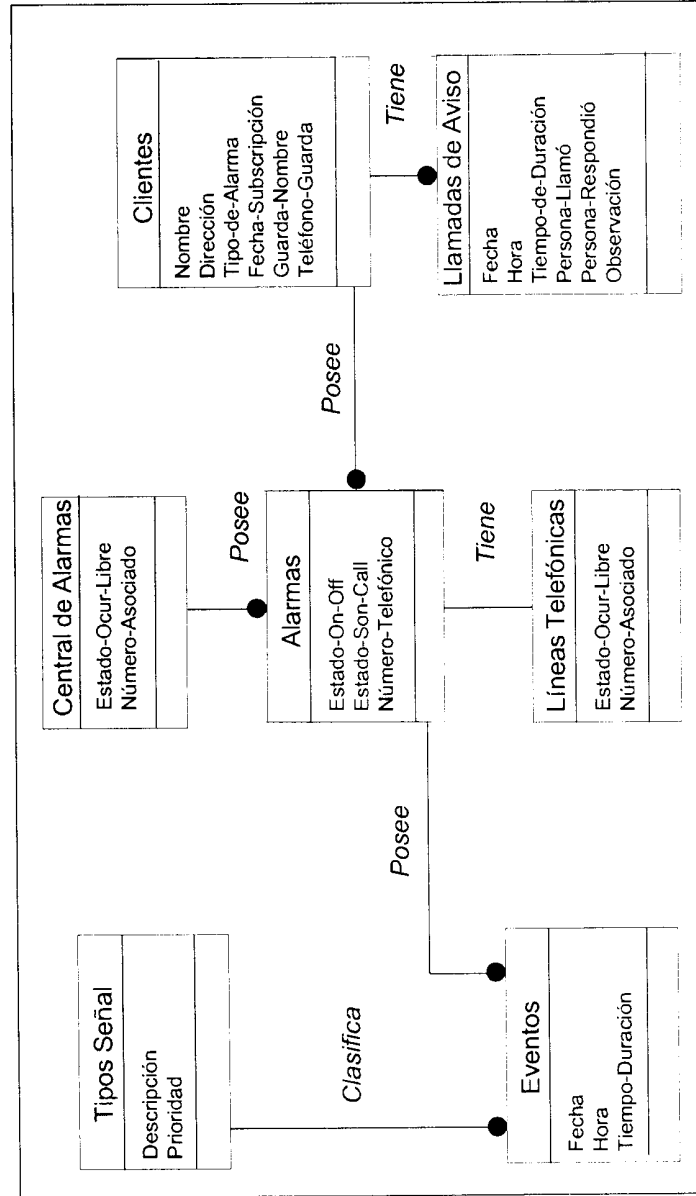 Tipos Señal
Descripción
Prioridad
Clasifica
Eventos
Fecha
Hora
Tiempo-Duración
Posee
Central de Alarmas
Estado-Ocur-Libre
Número-Asociado
Posee
Alarmas
Estado-On-Off
Estado-Son-Call
Número-Telefónico
Tiene
Líneas Telefónicas
Estado-Ocur-Libre
Número-Asociado
Posee
Clientes
Nombre
Dirección
Tipo-de-Alarma
Fecha-Subscripción
Guarda-Nombre
Teléfono-Guarda
Tiene
Llamadas de Aviso
Fecha
Hora
Tiempo-de-Duración
Persona-Llamó
Persona-Respondió
Observación